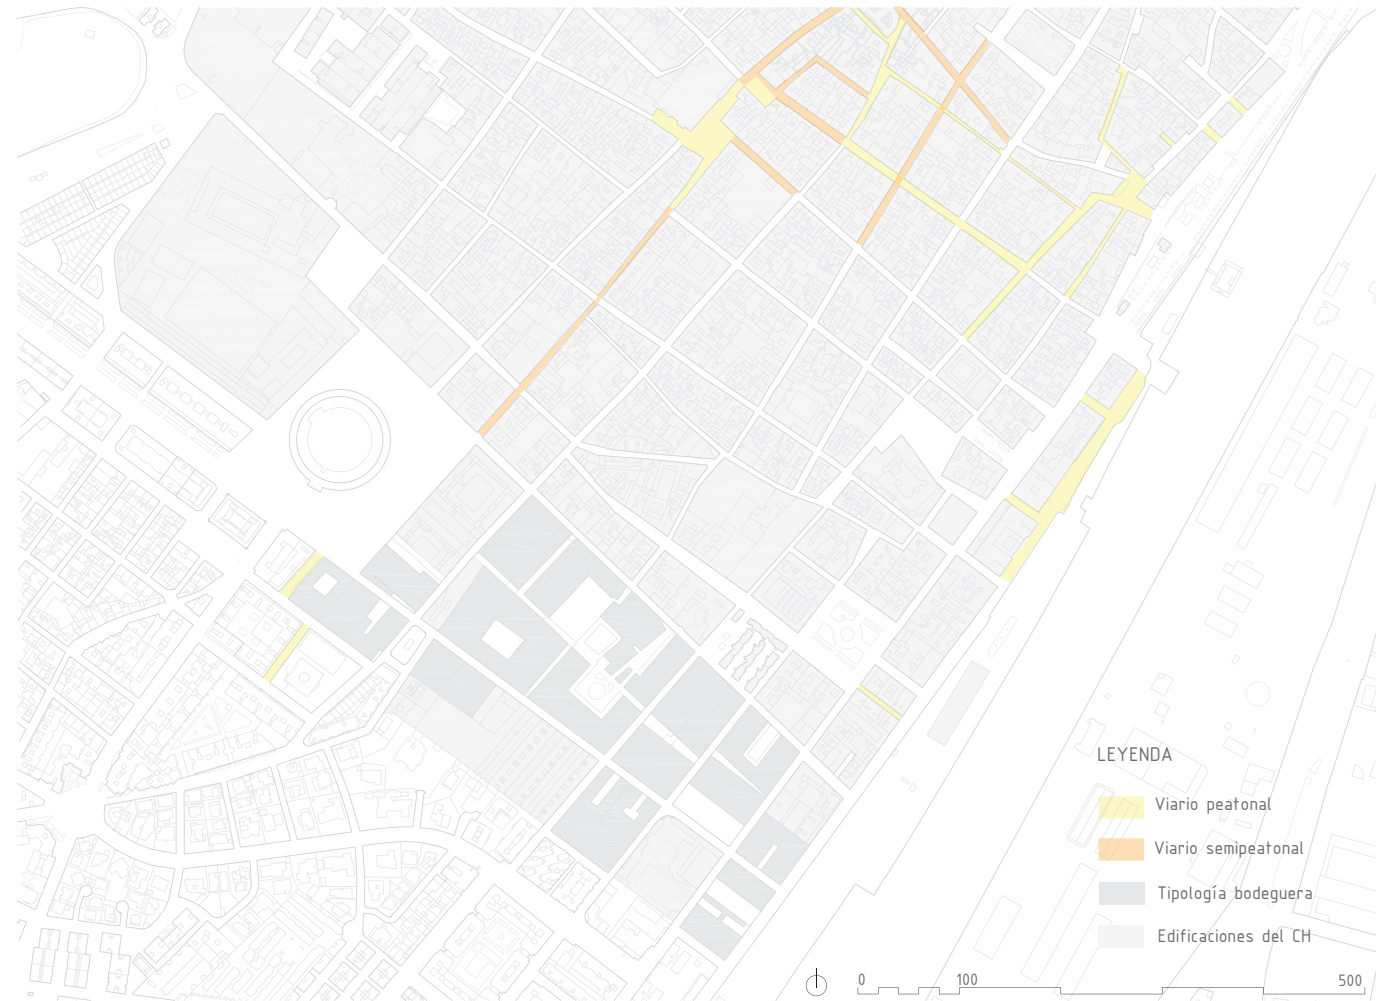 LEYENDA
Viario peatonal
Viario semipeatonal
Tipología bodeguera
Edificaciones del CH
0 100 500